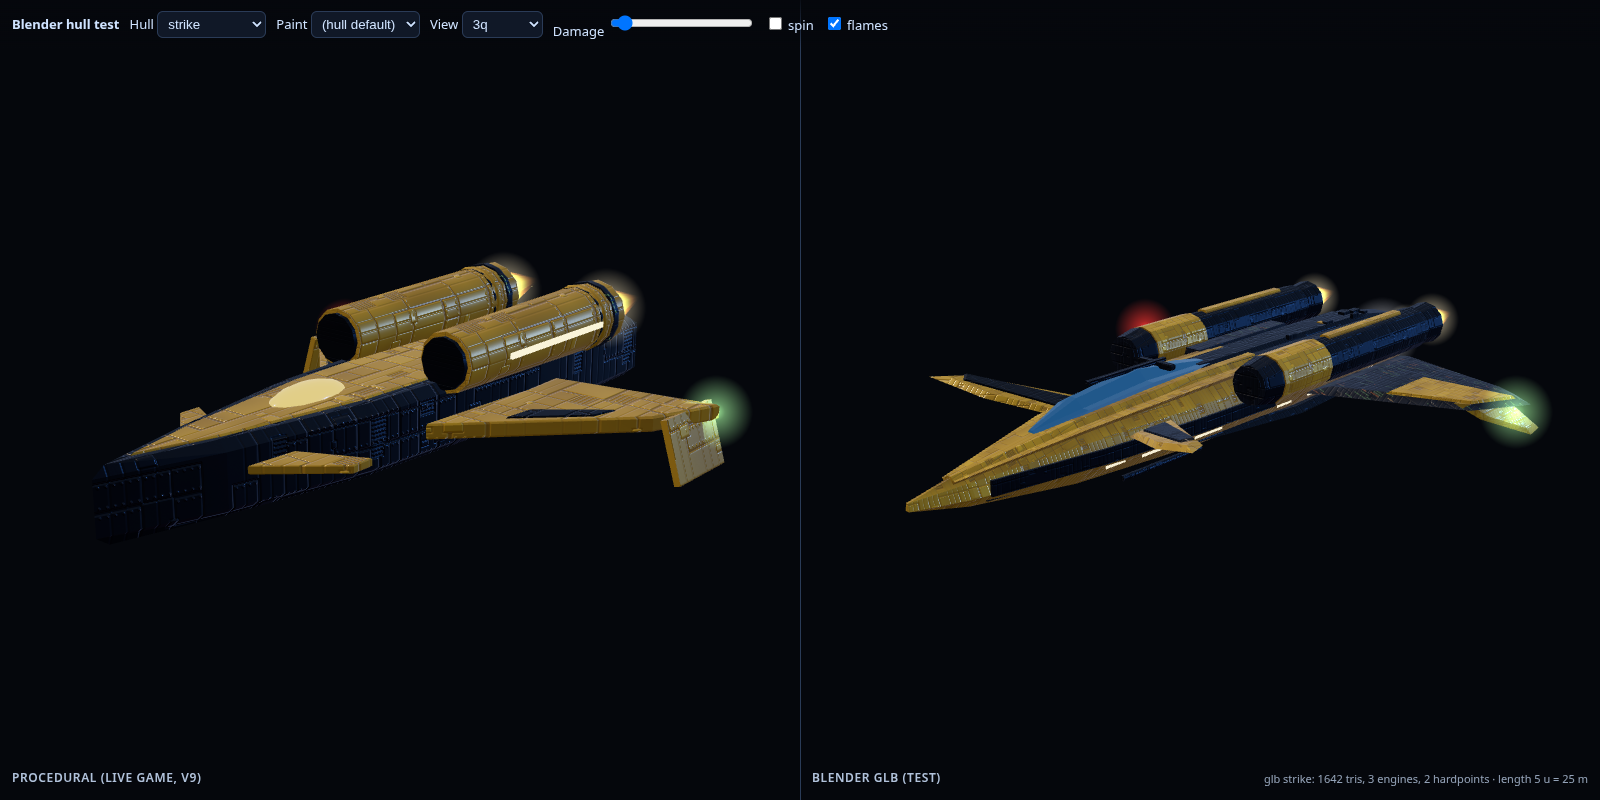 Blender hull test Hull strike Paint (hull default) View 3q Damage spin flames
PROCEDURAL (LIVE GAME, V9)
BLENDER GLB (TEST)
glb strike: 1642 tris, 3 engines, 2 hardpoints · length 5 u = 25 m